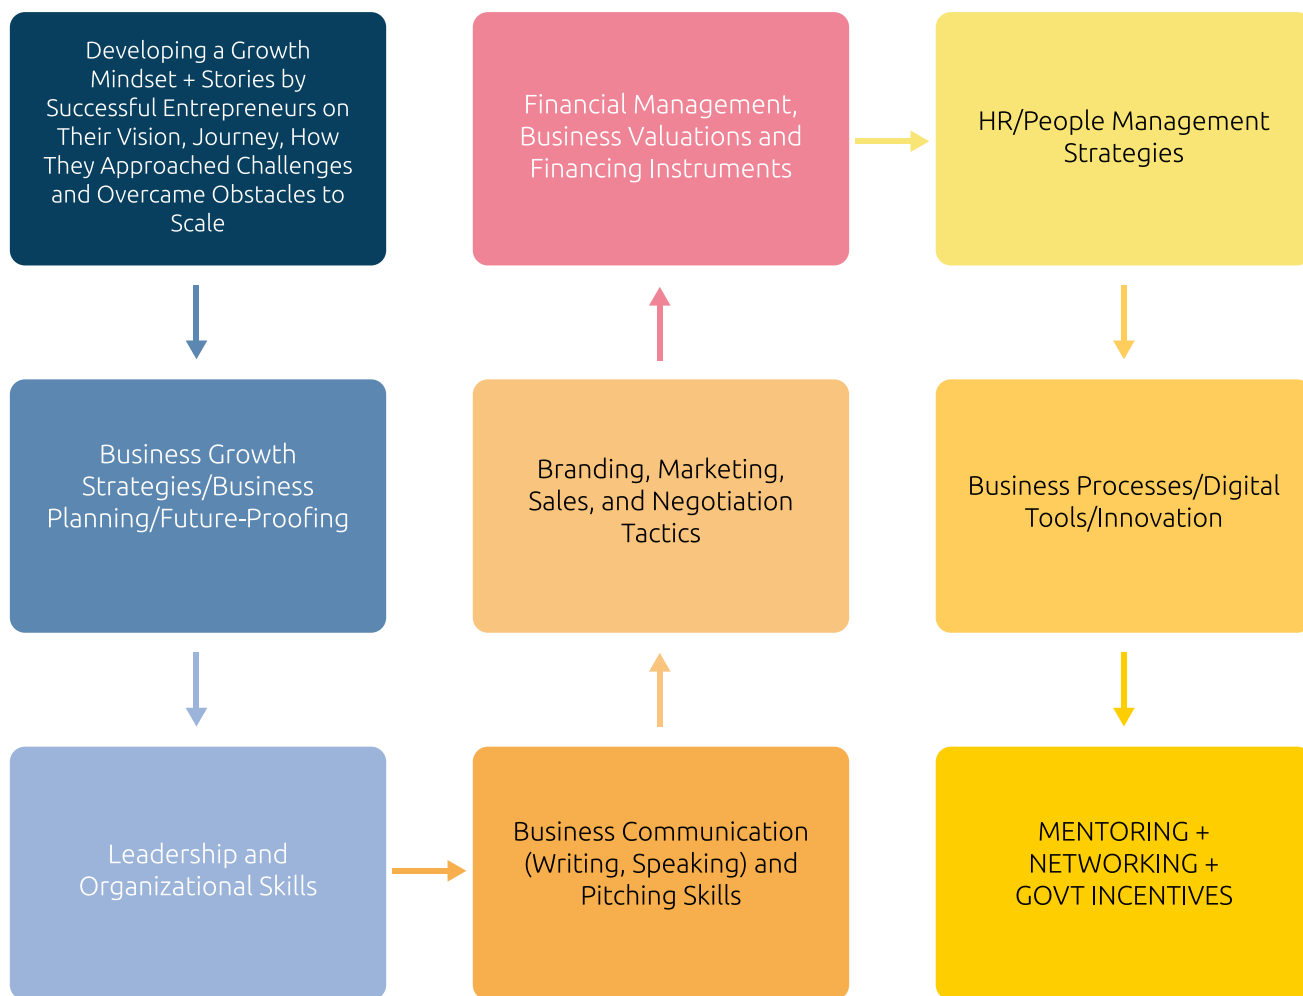 Developing a Growth
Mindset + Stories by
Successful Entrepreneurs on
Their Vision, Journey, How
They Approached Challenges
and Overcame Obstacles to
Scale
Business Growth
Strategies/Business
Planning/Future-Proofing
Leadership and
Organizational Skills
Business Communication
(Writing, Speaking) and
Pitching Skills
Branding, Marketing,
Sales, and Negotiation
Tactics
Financial Management,
Business Valuations and
Financing Instruments
HR/People Management
Strategies
Business Processes/Digital
Tools/Innovation
MENTORING +
NETWORKING +
GOVT INCENTIVES